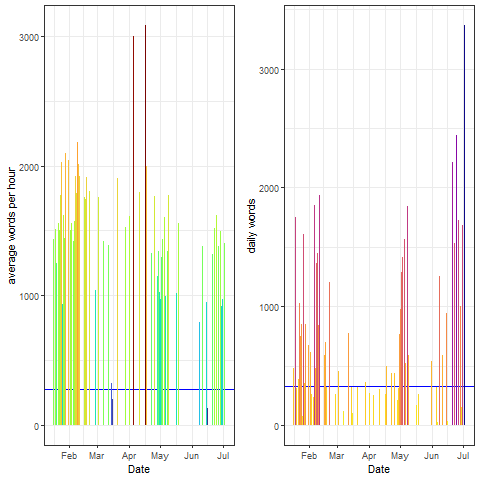 average words per hour
3000
2000
1000
0
Feb Mar Apr May Jun Jul
Date
daily words
3000
2000
1000
0
Feb Mar Apr May Jun Jul
Date